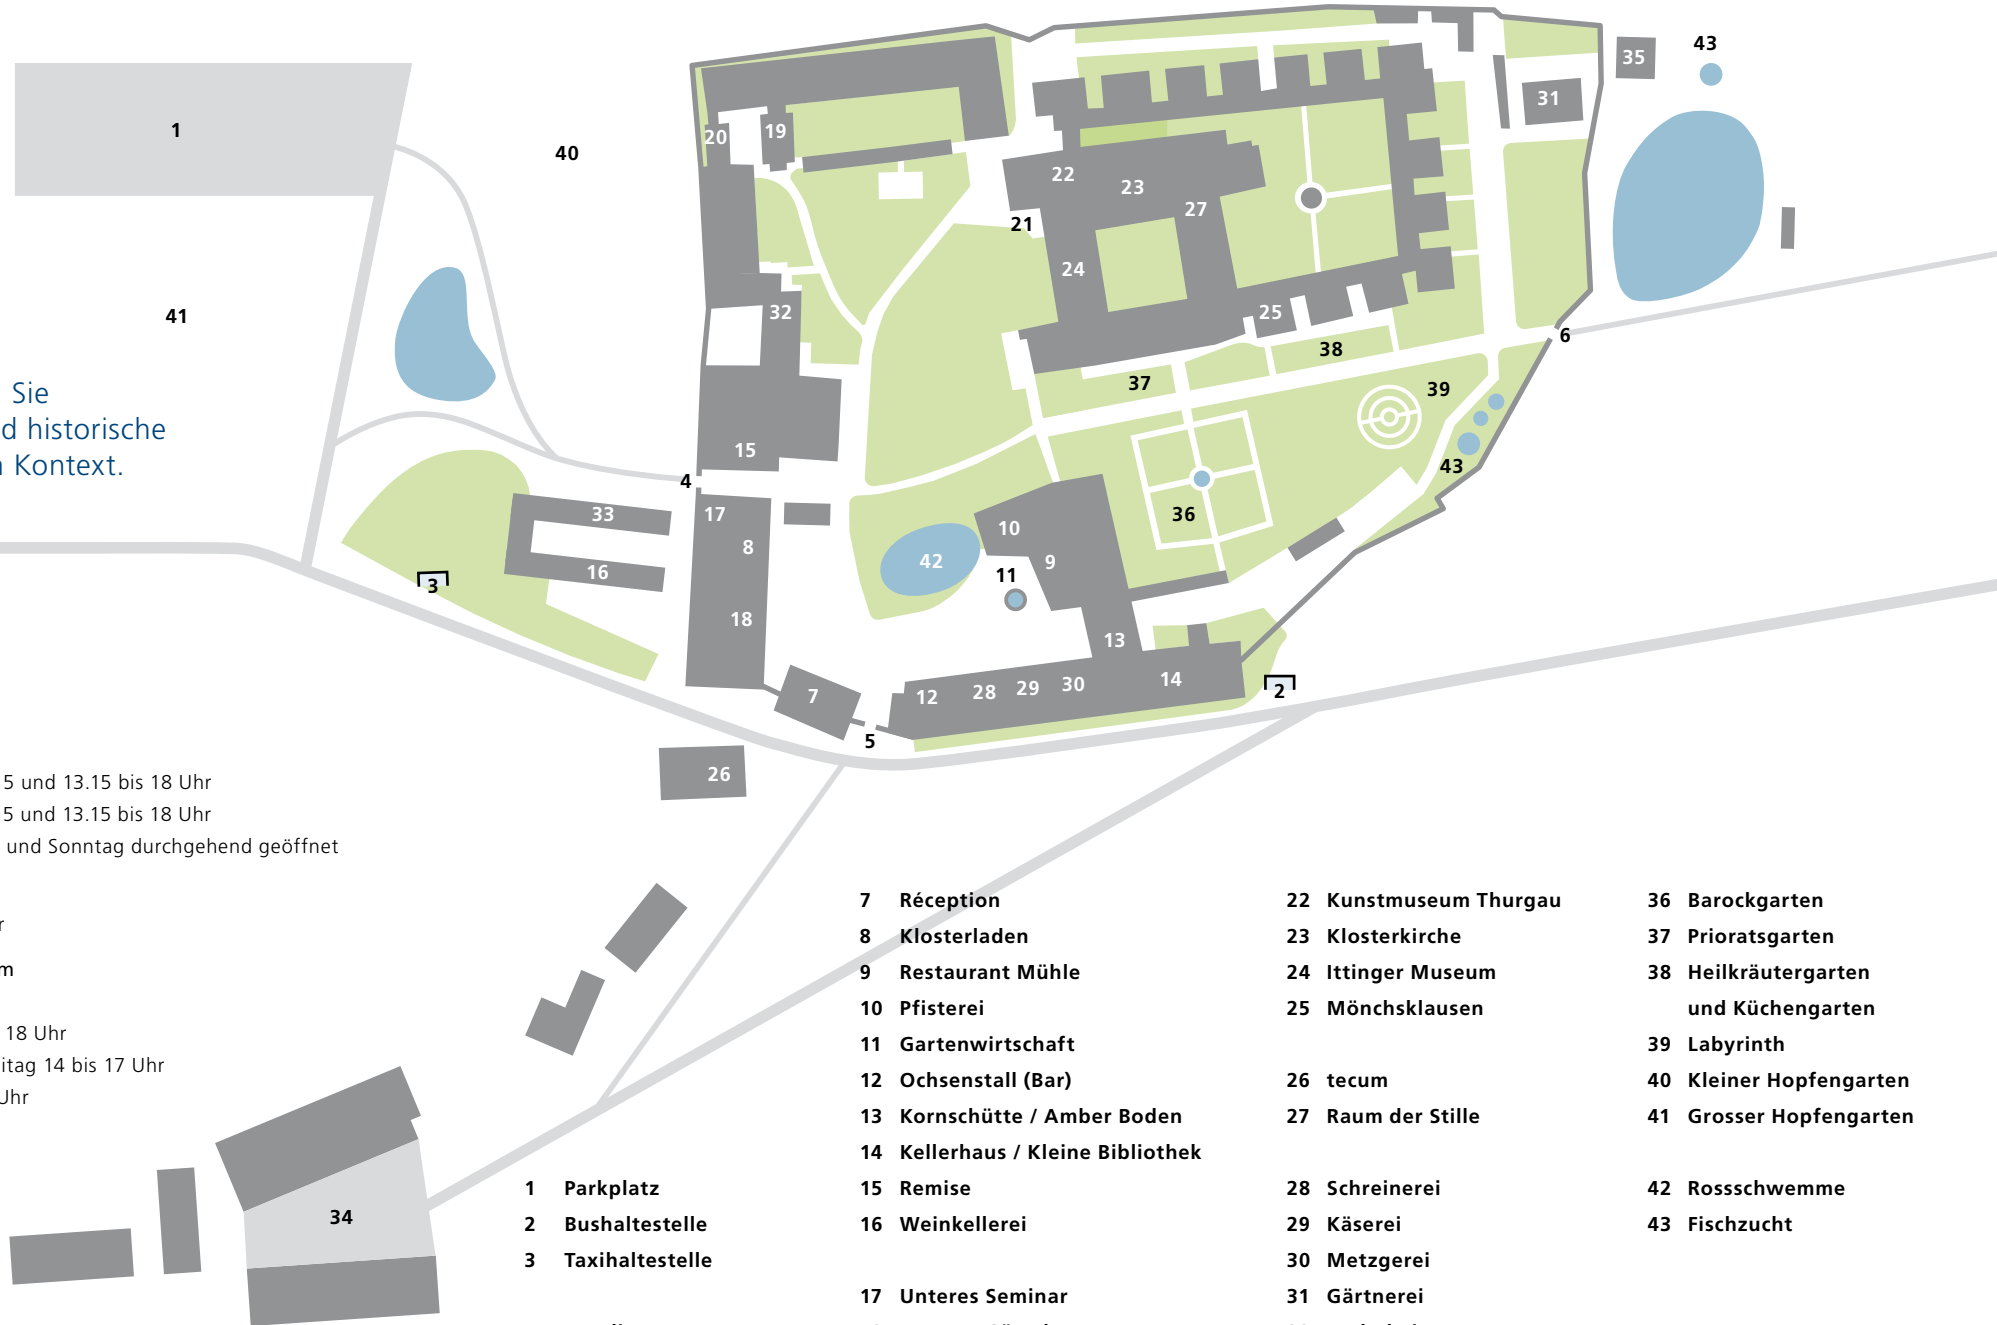 43
35
31
1
20
19
40
22
23
27
21
24
41
32
25
6
38
37
39
Sie
d historische
Kontext.
15
43
4
33
17
10
36
8
42
9
11
16
3
18
13
7
12
28
29
30
14
2
5
26
5 und 13.15 bis 18 Uhr
5 und 13.15 bis 18 Uhr
und Sonntag durchgehend geöffnet
m
18 Uhr
itag 14 bis 17 Uhr
Uhr
34
1 Parkplatz
2 Bushaltestelle
3 Taxihaltestelle
7 Réception
8 Klosterladen
9 Restaurant Mühle
10 Pfisterei
11 Gartenwirtschaft
12 Ochsenstall (Bar)
13 Kornschütte / Amber Boden
14 Kellerhaus / Kleine Bibliothek
15 Remise
16 Weinkellerei
17 Unteres Seminar
22 Kunstmuseum Thurgau
23 Klosterkirche
24 Ittinger Museum
25 Mönchsklausen
26 tecum
27 Raum der Stille
28 Schreinerei
29 Käserei
30 Metzgerei
31 Gärtnerei
36 Barockgarten
37 Prioratsgarten
38 Heilkräutergarten
und Küchengarten
39 Labyrinth
40 Kleiner Hopfengarten
41 Grosser Hopfengarten
42 Rossschwemme
43 Fischzucht